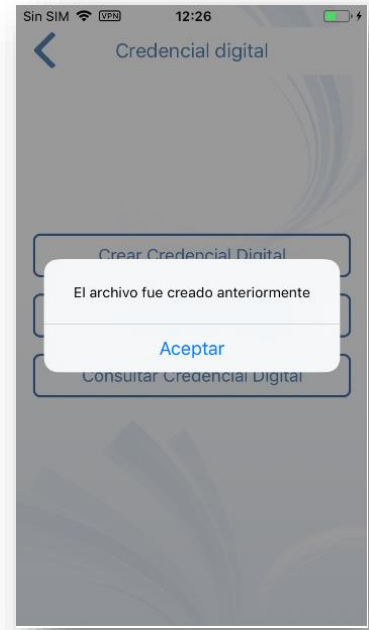 Sin SIM VPN 12:26
Credencial digital
Crear Credencial Digital
El archivo fue creado anteriormente
Aceptar
Consultar Credencial Digital